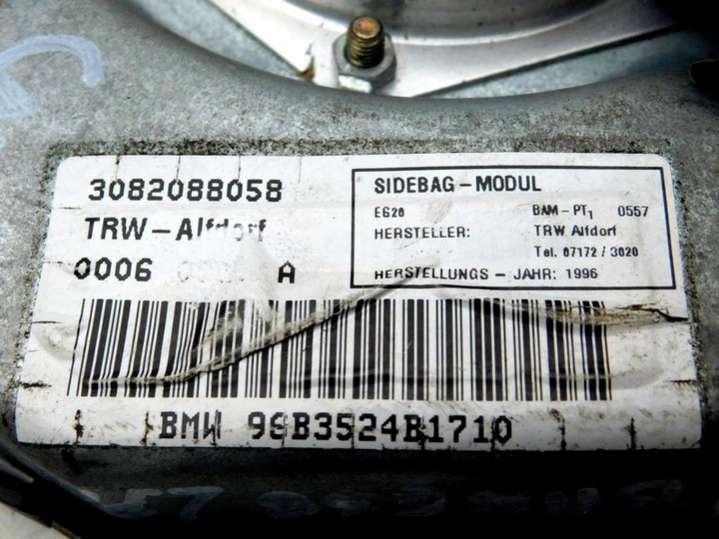 3082088058
TRW-Alfdorf
0006 A
SIDEBAG-MODUL
EG20 BAM-PT1 0557
HERSTELLER: TRW Alfdorf
Tel. 07172/3020
HERSTELLUNGS-JAHR: 1996
BMW 96B3524B1710